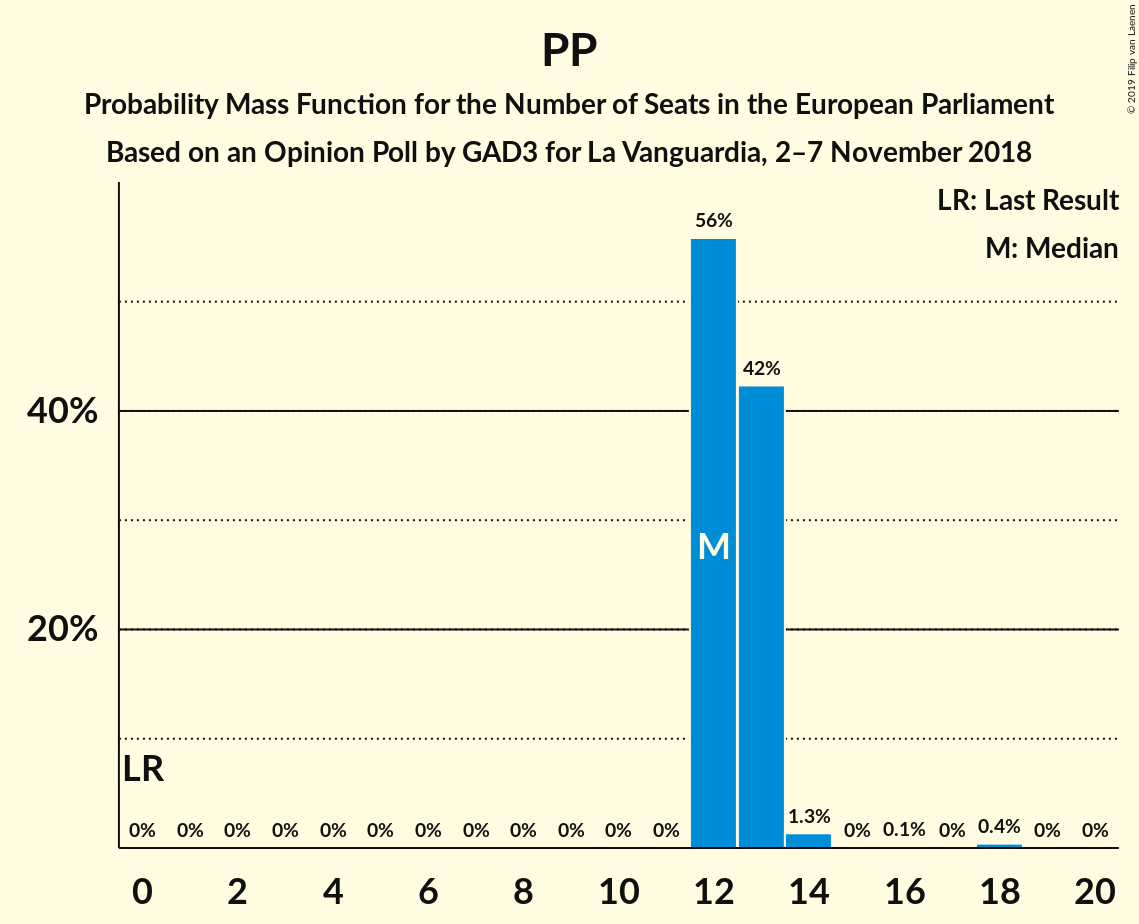 PP
Probability Mass Function for the Number of Seats in the European Parliament
Based on an Opinion Poll by GAD3 for La Vanguardia, 2–7 November 2018
© 2019 Filip van Laenen
LR: Last Result
M: Median
56%
42%
40%
M
20%
LR
0% 0% 0% 0% 0% 0% 0% 0% 0% 0% 0% 0% 1.3% 0% 0.1% 0% 0.4% 0% 0%
0 2 4 6 8 10 12 14 16 18 20